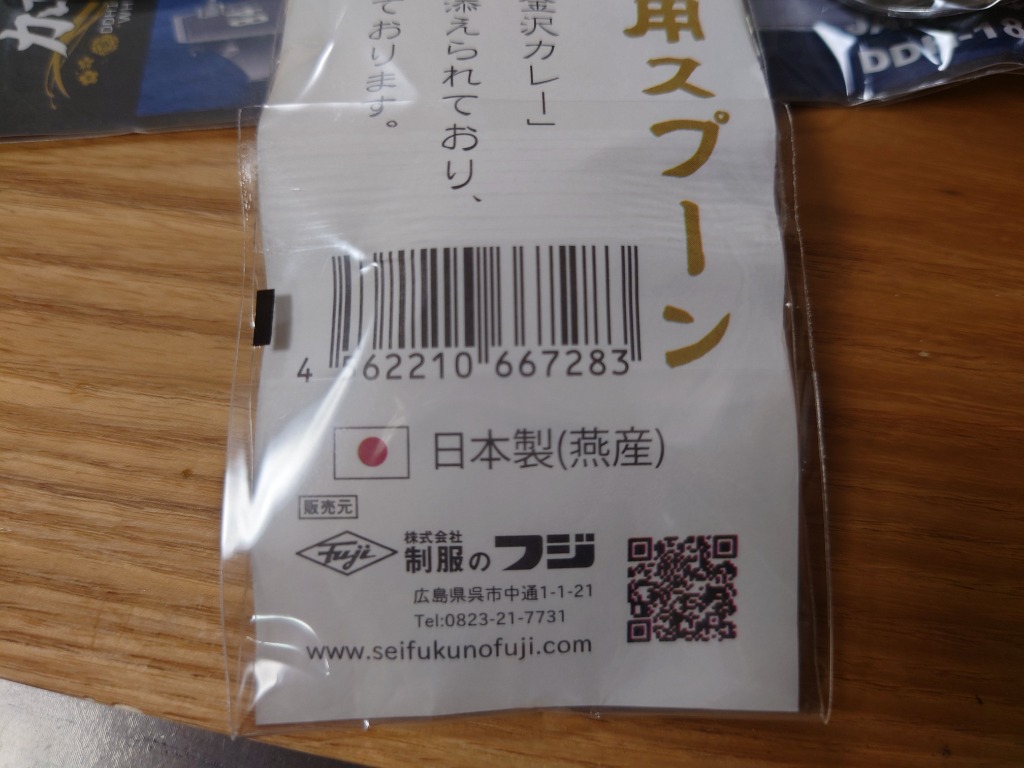 用スプーン
金沢カレー」
添えられており、
ております。
4 562210 667283
日本製(燕産)
販売元
fuji
株式会社
制服のフジ
広島県呉市中通1-1-21
Tel:0823-21-7731
www.seifukunofuji.com